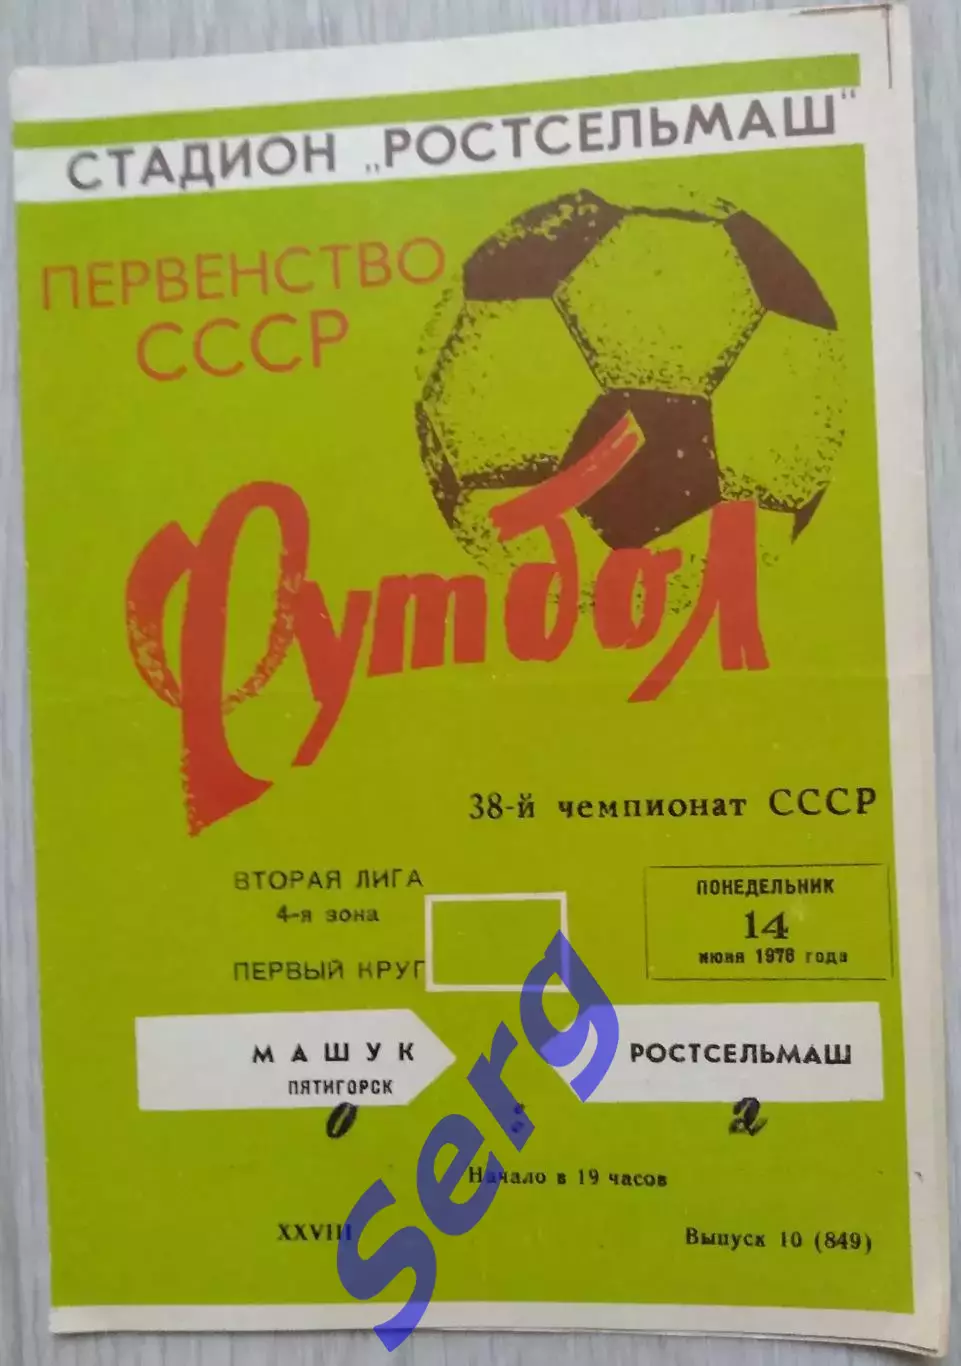 СТАДИОН „РОСТСЕЛЬМАШ"
ПЕРВЕНСТВО
СССР
Футбол
38-й чемпионат СССР
ВТОРАЯ ЛИГА
4-я зона
ПЕРВЫЙ КРУГ
ПОНЕДЕЛЬНИК
14
июня 1976 года
МАШУК
ПЯТИГОРСК
РОСТСЕЛЬМАШ
0 : 2
Начало в 19 часов
XXVIII
Выпуск 10 (849)
Serg